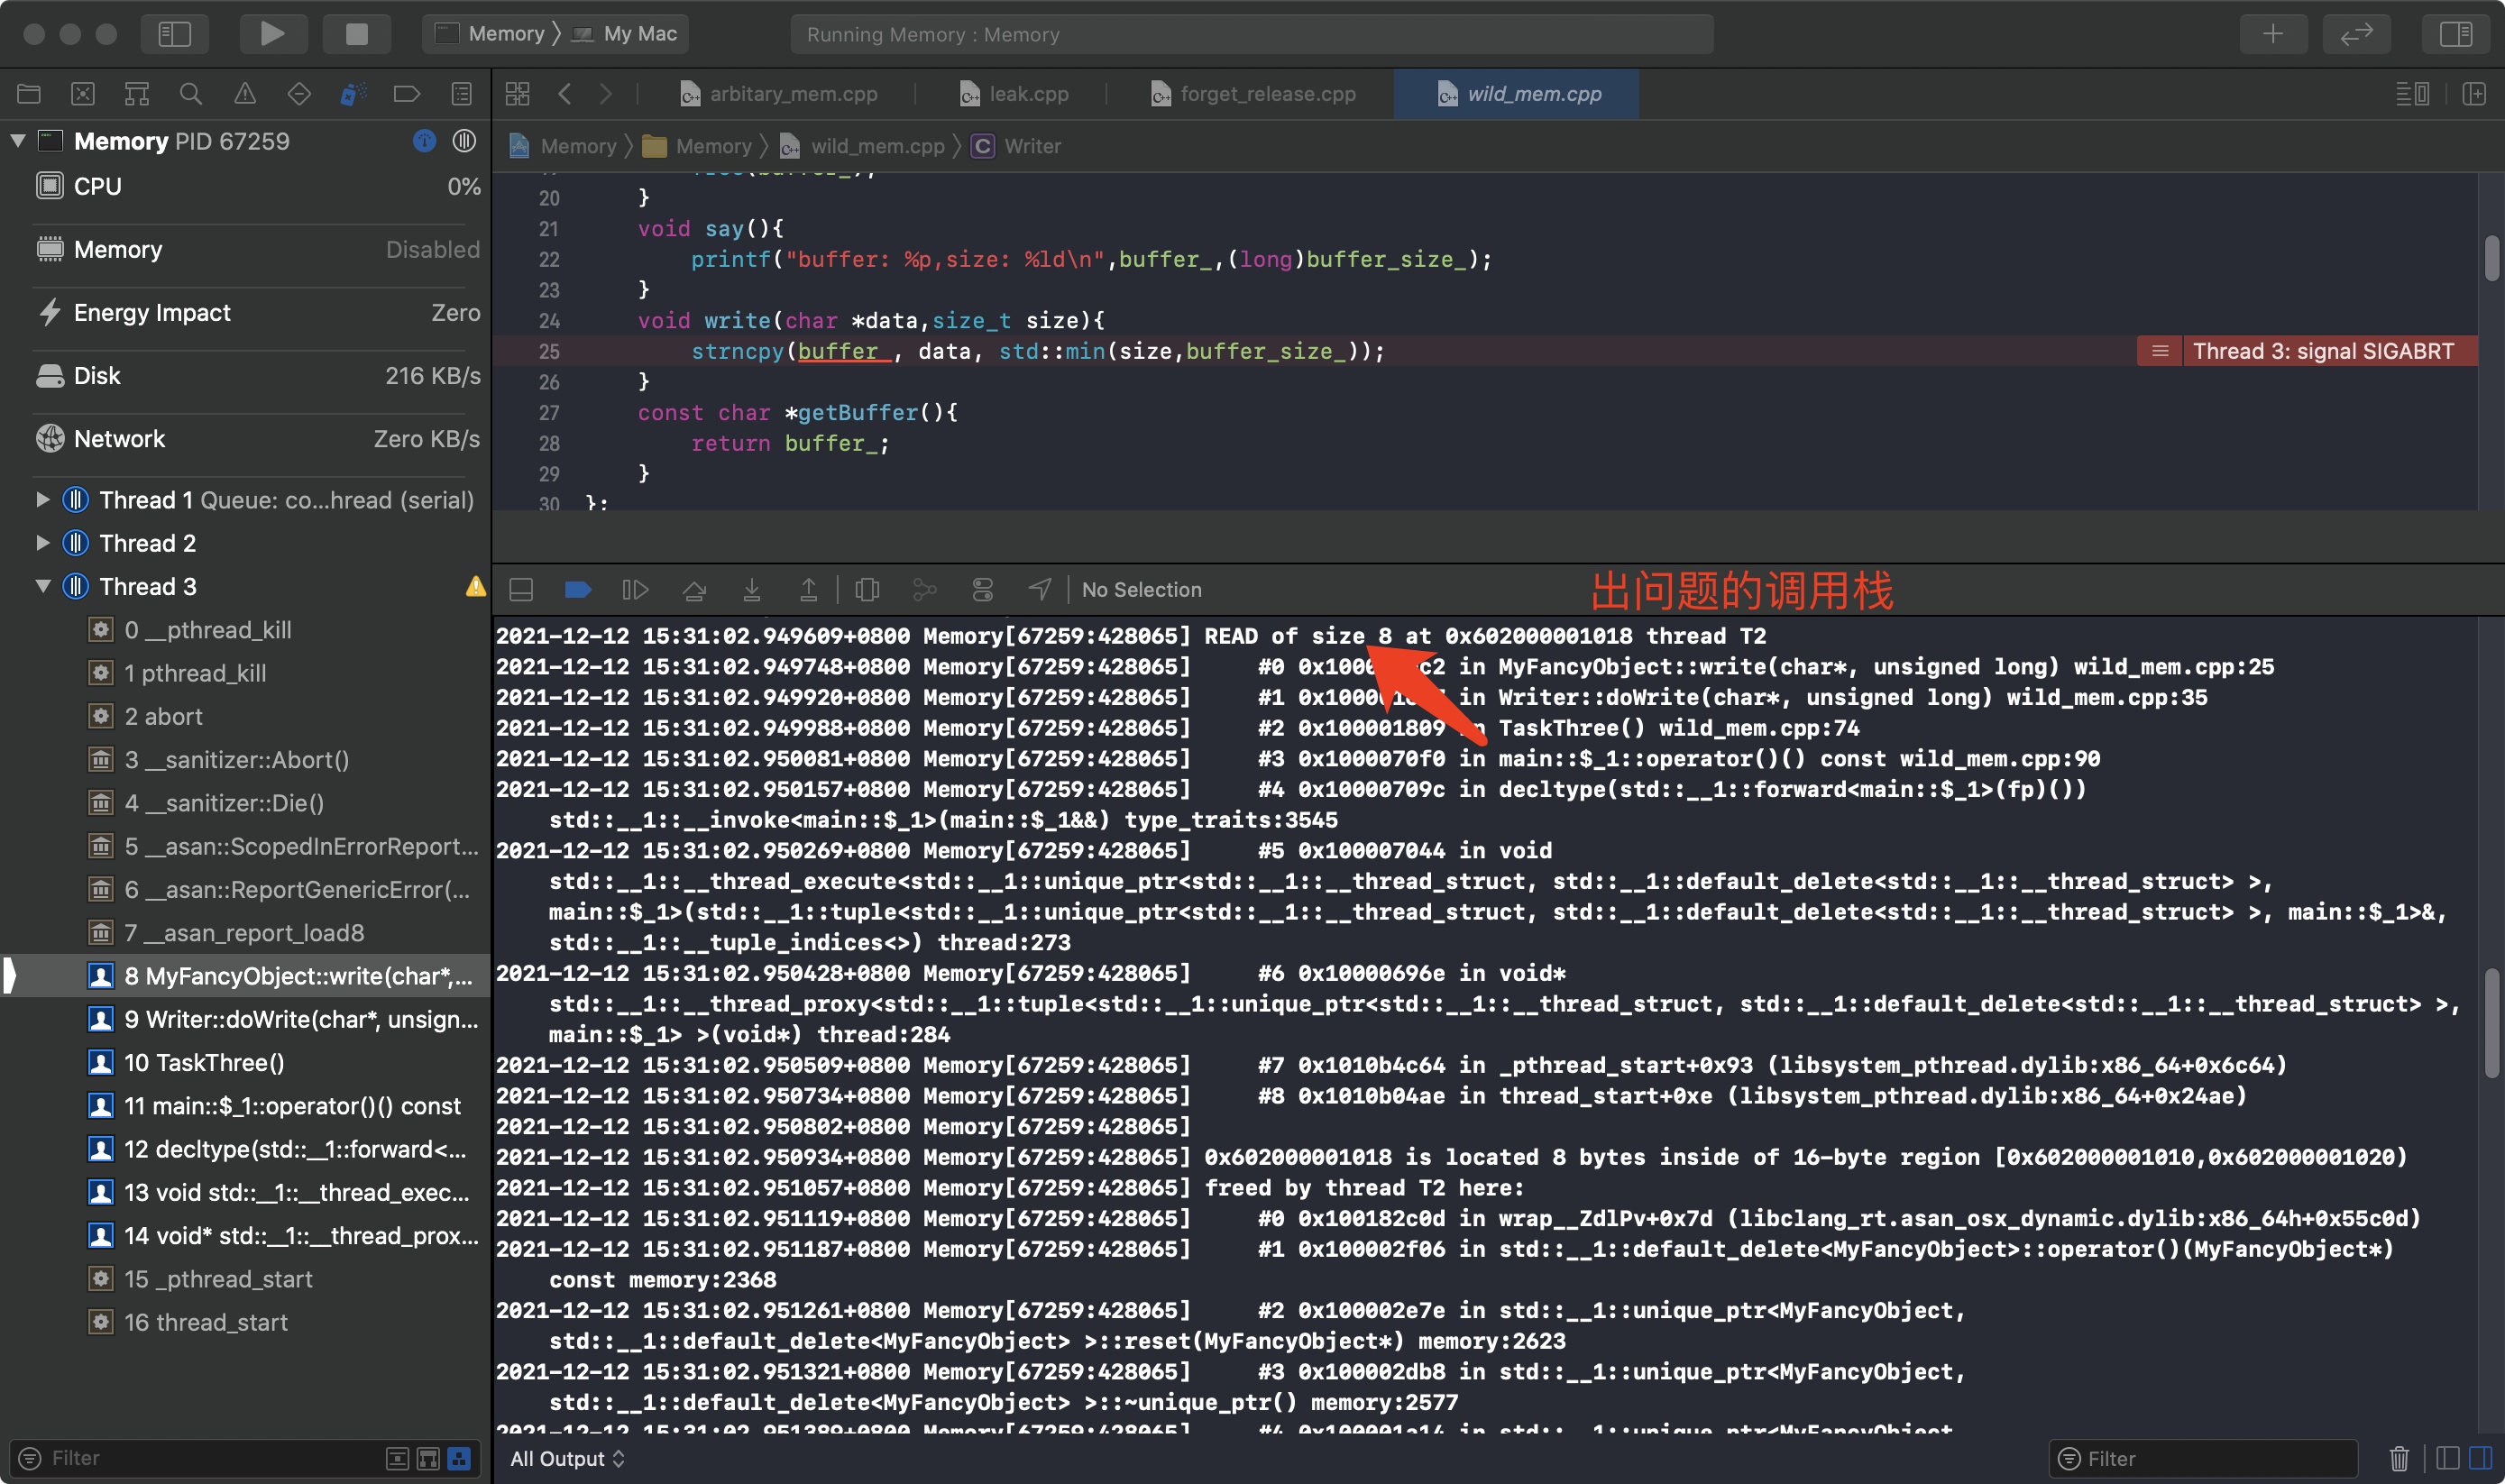 Memory 〉 My Mac
Running Memory : Memory
arbitary_mem.cpp
leak.cpp
forget_release.cpp
wild_mem.cpp
Memory 〉 Memory 〉 wild_mem.cpp 〉 C Writer
Memory PID 67259
CPU 0%
Memory Disabled
Energy Impact Zero
Disk 216 KB/s
Network Zero KB/s
Thread 1 Queue: co...hread (serial)
Thread 2
Thread 3
0 __pthread_kill
1 pthread_kill
2 abort
3 __sanitizer::Abort()
4 __sanitizer::Die()
5 __asan::ScopedInErrorReport...
6 __asan::ReportGenericError(...
7 __asan_report_load8
8 MyFancyObject::write(char*,...
9 Writer::doWrite(char*, unsign...
10 TaskThree()
11 main::$_1::operator()() const
12 decltype(std::__1::forward<...
13 void std::__1::__thread_exec...
14 void* std::__1::__thread_prox...
15 _pthread_start
16 thread_start
Filter
20 }
21 void say(){
22 printf("buffer: %p,size: %ld\n",buffer_,(long)buffer_size_);
23 }
24 void write(char *data,size_t size){
25 strncpy(buffer_, data, std::min(size,buffer_size_)); Thread 3: signal SIGABRT
26 }
27 const char *getBuffer(){
28 return buffer_;
29 }
30 };
No Selection
出问题的调用栈
2021-12-12 15:31:02.949609+0800 Memory[67259:428065] READ of size 8 at 0x602000001018 thread T2
2021-12-12 15:31:02.949748+0800 Memory[67259:428065] #0 in MyFancyObject::write(char*, unsigned long) wild_mem.cpp:25
2021-12-12 15:31:02.949920+0800 Memory[67259:428065] #1 in Writer::doWrite(char*, unsigned long) wild_mem.cpp:35
2021-12-12 15:31:02.949988+0800 Memory[67259:428065] #2 0x100001809 in TaskThree() wild_mem.cpp:74
2021-12-12 15:31:02.950081+0800 Memory[67259:428065] #3 0x1000070f0 in main::$_1::operator()() const wild_mem.cpp:90
2021-12-12 15:31:02.950157+0800 Memory[67259:428065] #4 0x10000709c in decltype(std::__1::forward<main::$_1>(fp)())
std::__1::__invoke<main::$_1>(main::$_1&&) type_traits:3545
2021-12-12 15:31:02.950269+0800 Memory[67259:428065] #5 0x100007044 in void
std::__1::__thread_execute<std::__1::unique_ptr<std::__1::__thread_struct, std::__1::default_delete<std::__1::__thread_struct> >,
main::$_1>(std::__1::tuple<std::__1::unique_ptr<std::__1::__thread_struct, std::__1::default_delete<std::__1::__thread_struct> >, main::$_1>&,
std::__1::__tuple_indices<>) thread:273
2021-12-12 15:31:02.950428+0800 Memory[67259:428065] #6 0x10000696e in void*
std::__1::__thread_proxy<std::__1::tuple<std::__1::unique_ptr<std::__1::__thread_struct, std::__1::default_delete<std::__1::__thread_struct> >,
main::$_1> >(void*) thread:284
2021-12-12 15:31:02.950509+0800 Memory[67259:428065] #7 0x1010b4c64 in _pthread_start+0x93 (libsystem_pthread.dylib:x86_64+0x6c64)
2021-12-12 15:31:02.950734+0800 Memory[67259:428065] #8 0x1010b04ae in thread_start+0xe (libsystem_pthread.dylib:x86_64+0x24ae)
2021-12-12 15:31:02.950802+0800 Memory[67259:428065]
2021-12-12 15:31:02.950934+0800 Memory[67259:428065] 0x602000001018 is located 8 bytes inside of 16-byte region [0x602000001010,0x602000001020)
2021-12-12 15:31:02.951057+0800 Memory[67259:428065] freed by thread T2 here:
2021-12-12 15:31:02.951119+0800 Memory[67259:428065] #0 0x100182c0d in wrap__ZdlPv+0x7d (libclang_rt.asan_osx_dynamic.dylib:x86_64h+0x55c0d)
2021-12-12 15:31:02.951187+0800 Memory[67259:428065] #1 0x100002f06 in std::__1::default_delete<MyFancyObject>::operator()(MyFancyObject*)
const memory:2368
2021-12-12 15:31:02.951261+0800 Memory[67259:428065] #2 0x100002e7e in std::__1::unique_ptr<MyFancyObject,
std::__1::default_delete<MyFancyObject> >::reset(MyFancyObject*) memory:2623
2021-12-12 15:31:02.951321+0800 Memory[67259:428065] #3 0x100002db8 in std::__1::unique_ptr<MyFancyObject,
std::__1::default_delete<MyFancyObject> >::~unique_ptr() memory:2577
2021-12-12 15:31:02.951389+0800 Memory[67259:428065] #4 0x100001a14 in std::__1::unique_ptr<MyFancyObject
All Output
Filter